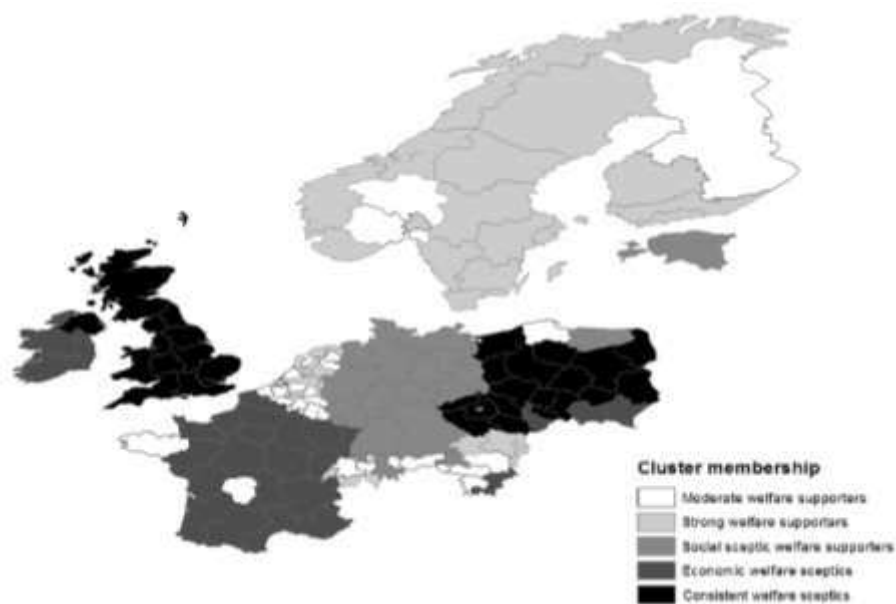 Cluster membership
Moderate welfare supporters
Strong welfare supporters
Social sceptic welfare supporters
Economic welfare sceptics
Consistent welfare sceptics